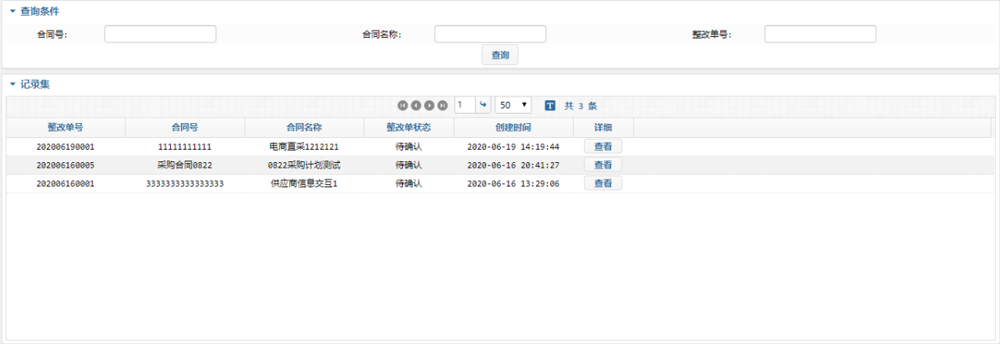 查询条件
合同号: 合同名称: 整改单号:
查询
记录集
1 50 T 共 3 条
整改单号 合同号 合同名称 整改单状态 创建时间 详细
202006190001 11111111111 电商直采1212121 待确认 2020-06-19 14:19:44 查看
202006160005 采购合同0822 0822采购计划测试 待确认 2020-06-16 20:41:27 查看
202006160001 3333333333333333 供应商信息交互1 待确认 2020-06-16 13:29:06 查看